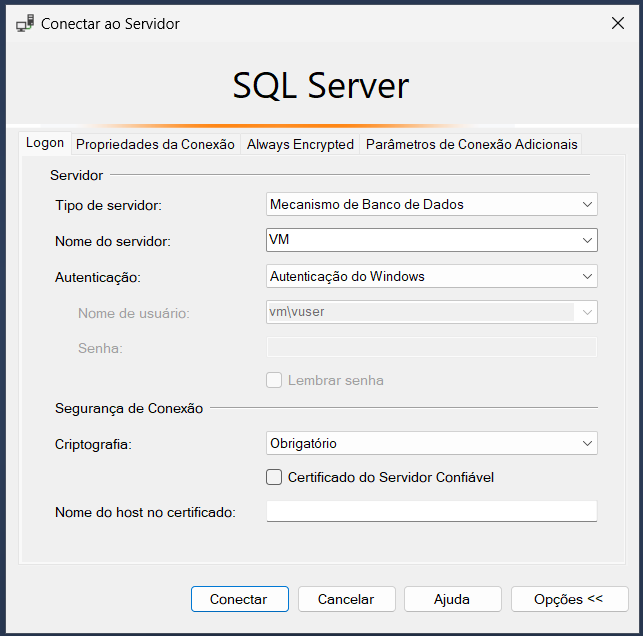 Conectar ao Servidor
SQL Server
Logon Propriedades da Conexão Always Encrypted Parâmetros de Conexão Adicionais
Servidor
Tipo de servidor: Mecanismo de Banco de Dados
Nome do servidor: VM
Autenticação: Autenticação do Windows
Nome de usuário: vm\vuser
Senha:
Lembrar senha
Segurança de Conexão
Criptografia: Obrigatório
Certificado do Servidor Confiável
Nome do host no certificado:
Conectar Cancelar Ajuda Opções <<